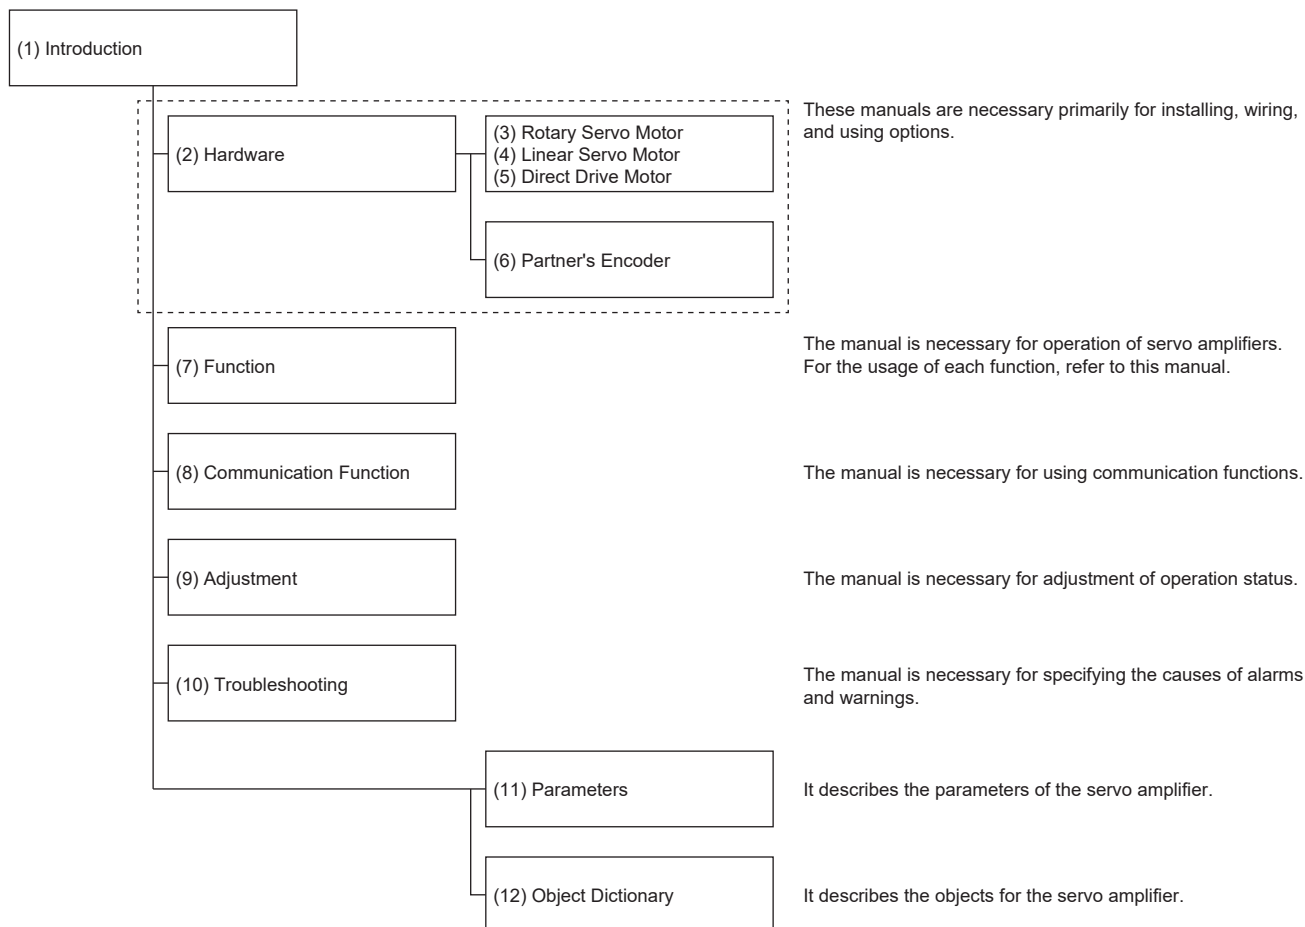 (1) Introduction
These manuals are necessary primarily for installing, wiring,
and using options.
(2) Hardware
(3) Rotary Servo Motor
(4) Linear Servo Motor
(5) Direct Drive Motor
(6) Partner's Encoder
(7) Function
The manual is necessary for operation of servo amplifiers.
For the usage of each function, refer to this manual.
(8) Communication Function
The manual is necessary for using communication functions.
(9) Adjustment
The manual is necessary for adjustment of operation status.
(10) Troubleshooting
The manual is necessary for specifying the causes of alarms
and warnings.
(11) Parameters
It describes the parameters of the servo amplifier.
(12) Object Dictionary
It describes the objects for the servo amplifier.